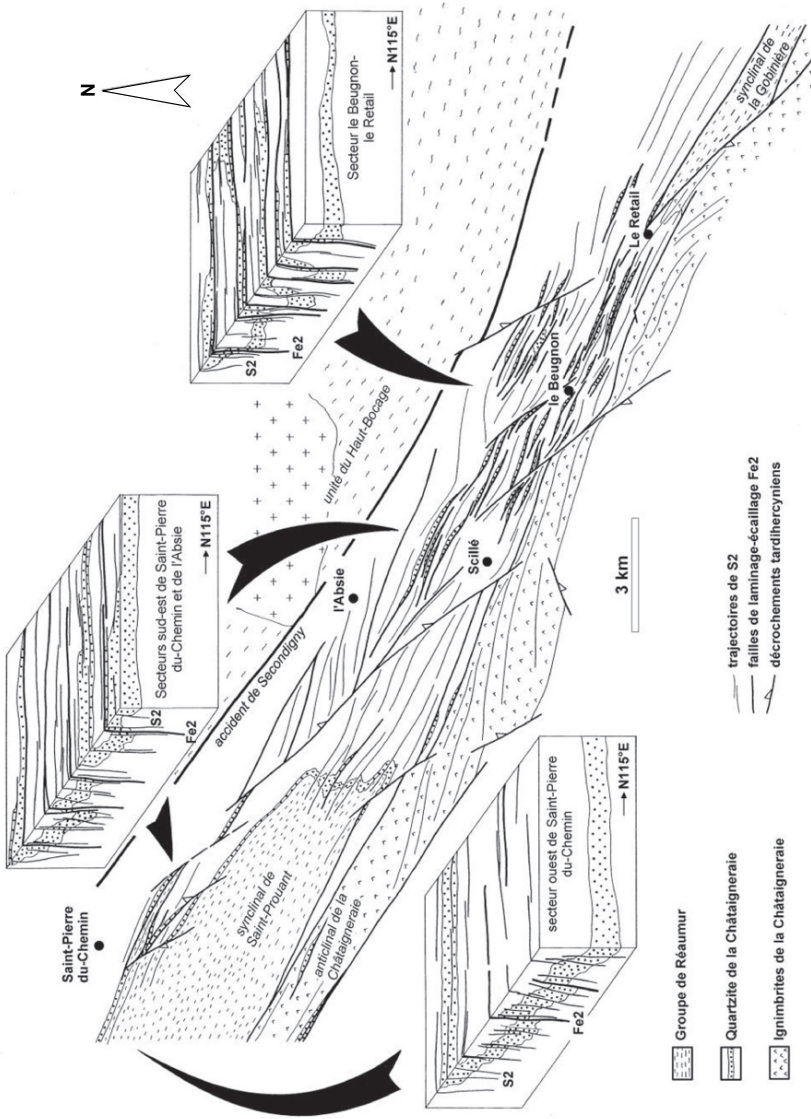 N
Secteur le Beugnon-
le Retail
N115°E
S2
Fe2
Secteurs sud-est de Saint-Pierre
du-Chemin et de l'Absie
N115°E
S2
Fe2
secteur ouest de Saint-Pierre
du-Chemin
N115°E
S2
Fe2
Saint-Pierre
du-Chemin
accident de Secondigny
unité du Haut-Bocage
l'Absie
synclinal de
Saint-Prouant
anticlinal de la
Châtaigneraie
Scillé
le Beugnon
Le Retail
synclinal de
la Gobinière
3 km
Groupe de Réaumur
Quartzite de la Châtaigneraie
Ignimbrites de la Châtaigneraie
trajectoires de S2
failles de laminage-écaillage Fe2
décrochements tardihercyniens